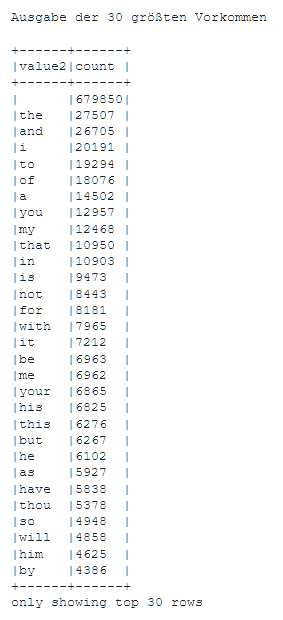 Ausgabe der 30 größten Vorkommen
+------+------+
|value2|count |
+------+------+
|      |679850|
|the   |27507 |
|and   |26705 |
|i     |20191 |
|to    |19294 |
|of    |18076 |
|a     |14502 |
|you   |12957 |
|my    |12468 |
|that  |10950 |
|in    |10903 |
|is    |9473  |
|not   |8443  |
|for   |8181  |
|with  |7965  |
|it    |7212  |
|be    |6963  |
|me    |6962  |
|your  |6865  |
|his   |6825  |
|this  |6276  |
|but   |6267  |
|he    |6102  |
|as    |5927  |
|have  |5838  |
|thou  |5378  |
|so    |4948  |
|will  |4858  |
|him   |4625  |
|by    |4386  |
+------+------+
only showing top 30 rows